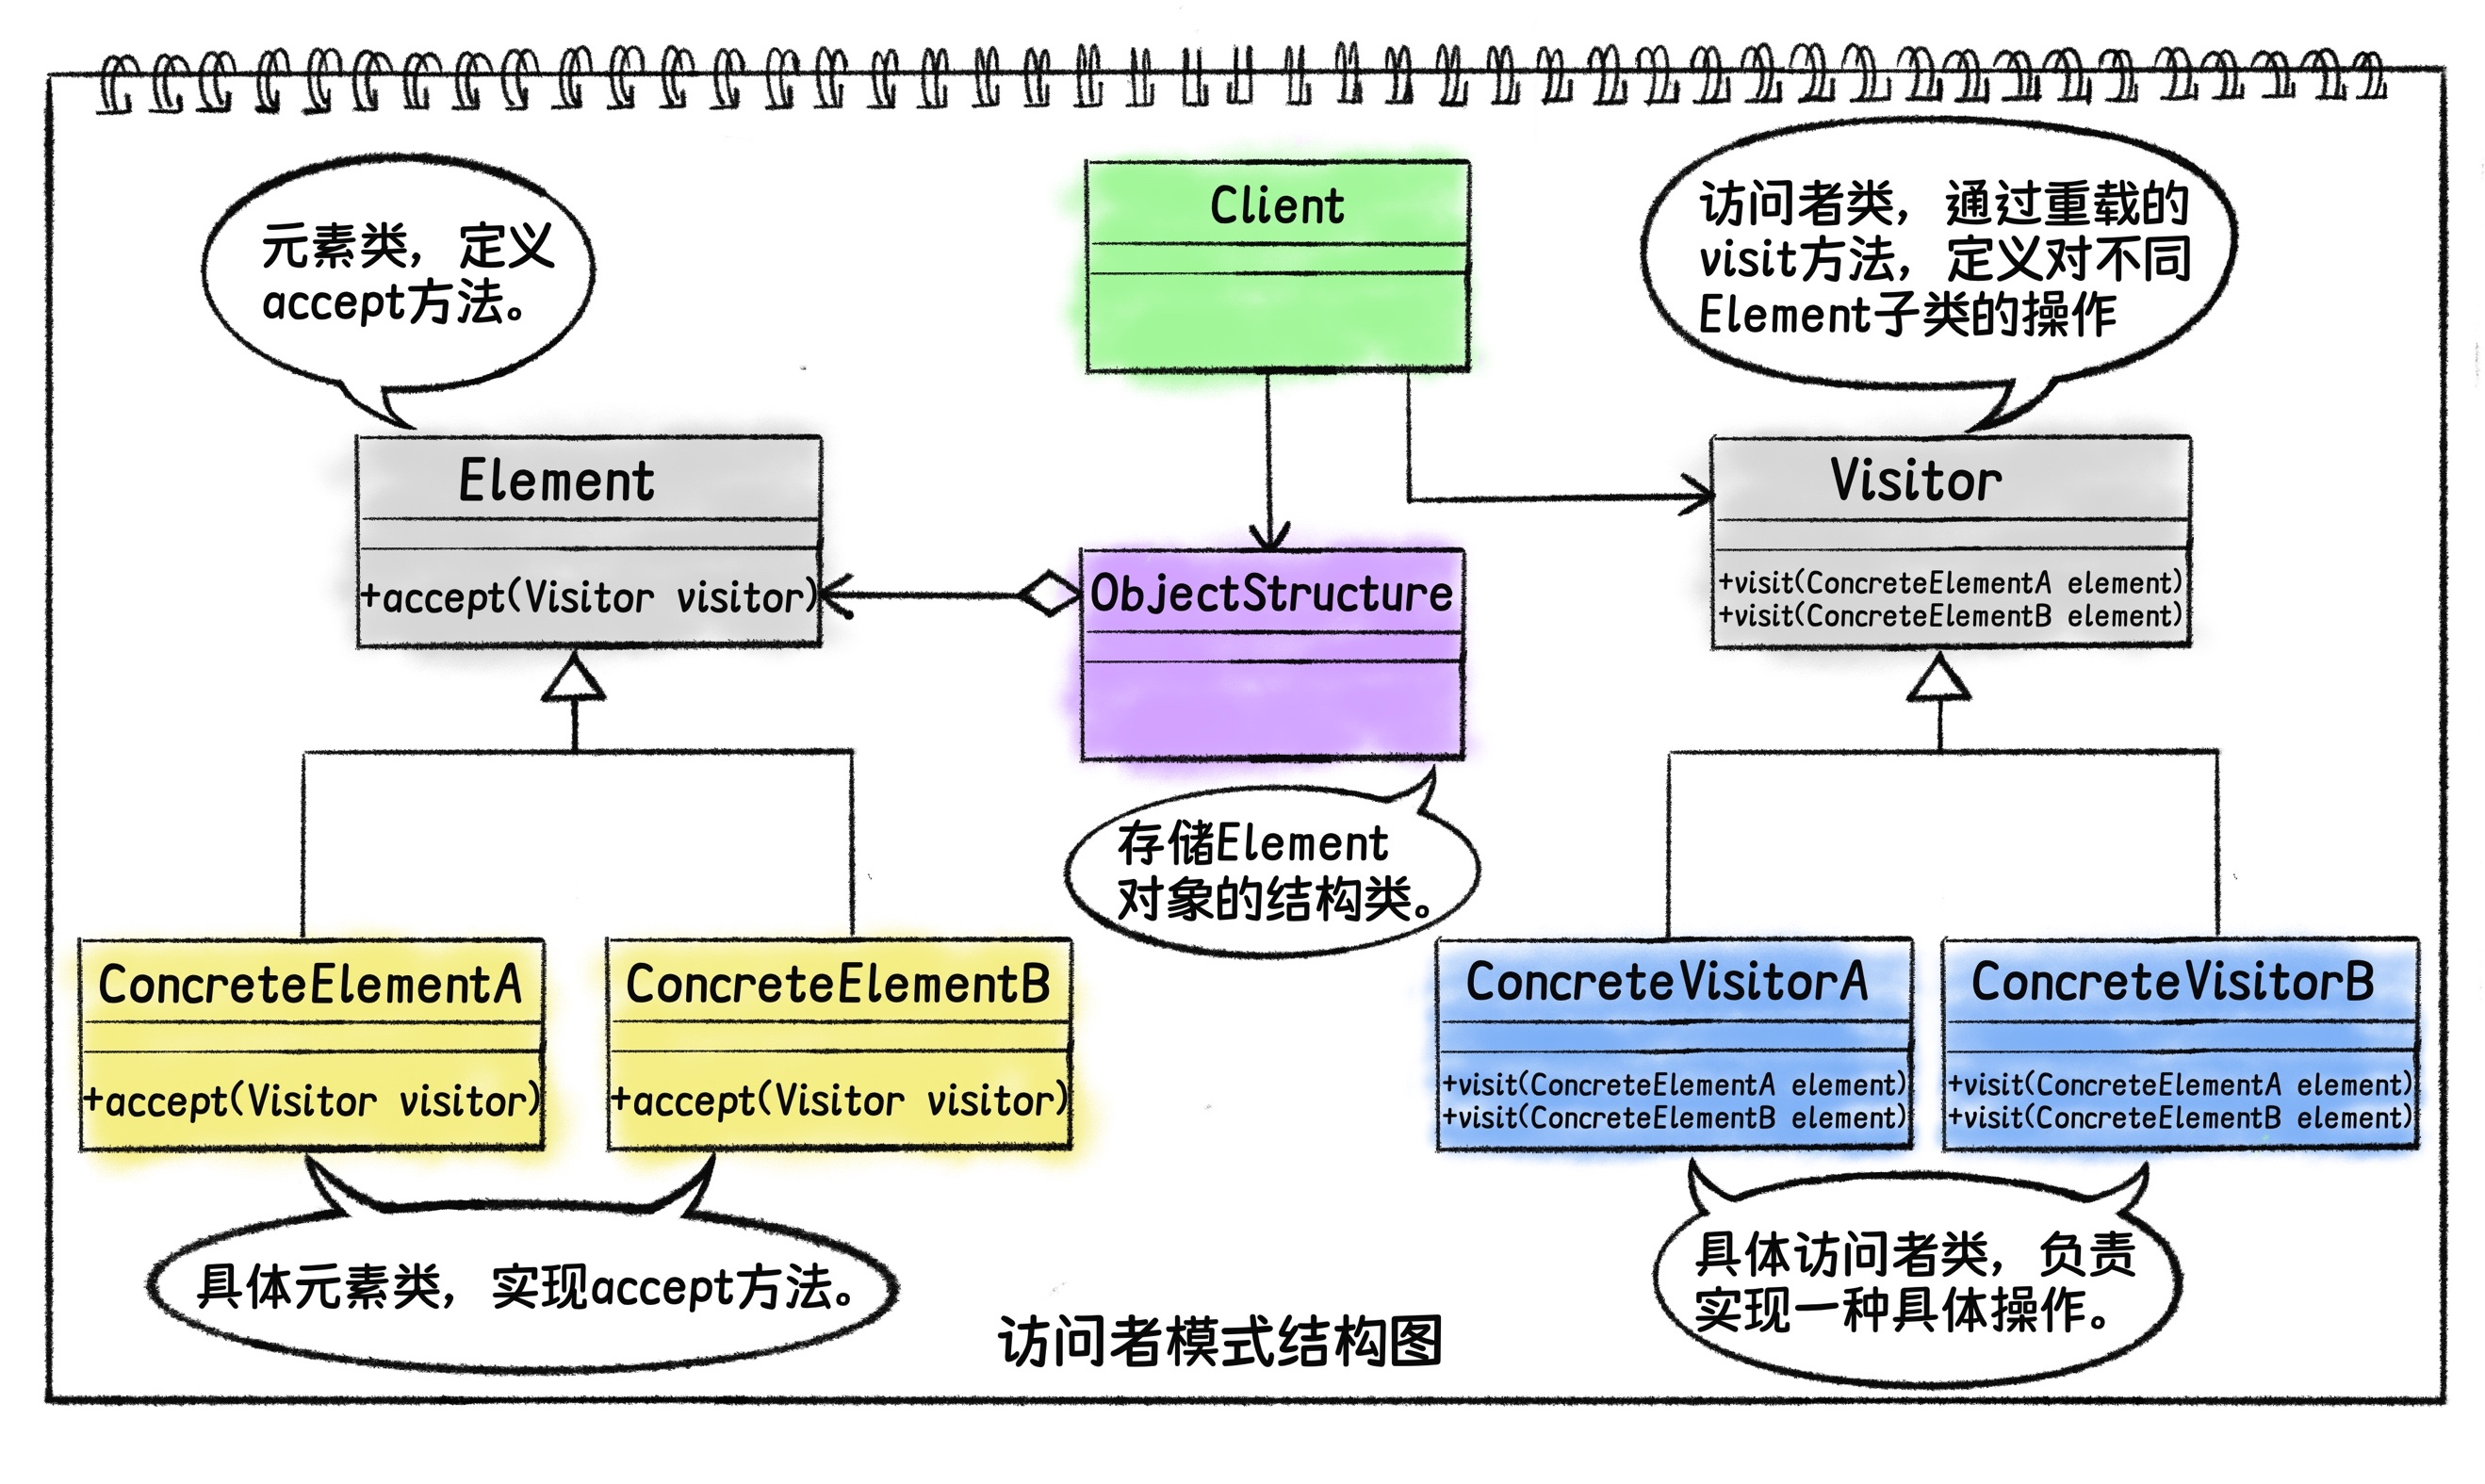 元素类，定义
accept方法。
Client
访问者类，通过重载的
visit方法，定义对不同
Element子类的操作
Element
+accept(Visitor visitor)
ObjectStructure
Visitor
+visit(ConcreteElementA element)
+visit(ConcreteElementB element)
存储Element
对象的结构类。
ConcreteElementA
+accept(Visitor visitor)
ConcreteElementB
+accept(Visitor visitor)
ConcreteVisitorA
+visit(ConcreteElementA element)
+visit(ConcreteElementB element)
ConcreteVisitorB
+visit(ConcreteElementA element)
+visit(ConcreteElementB element)
具体元素类，实现accept方法。
具体访问者类，负责
实现一种具体操作。
访问者模式结构图